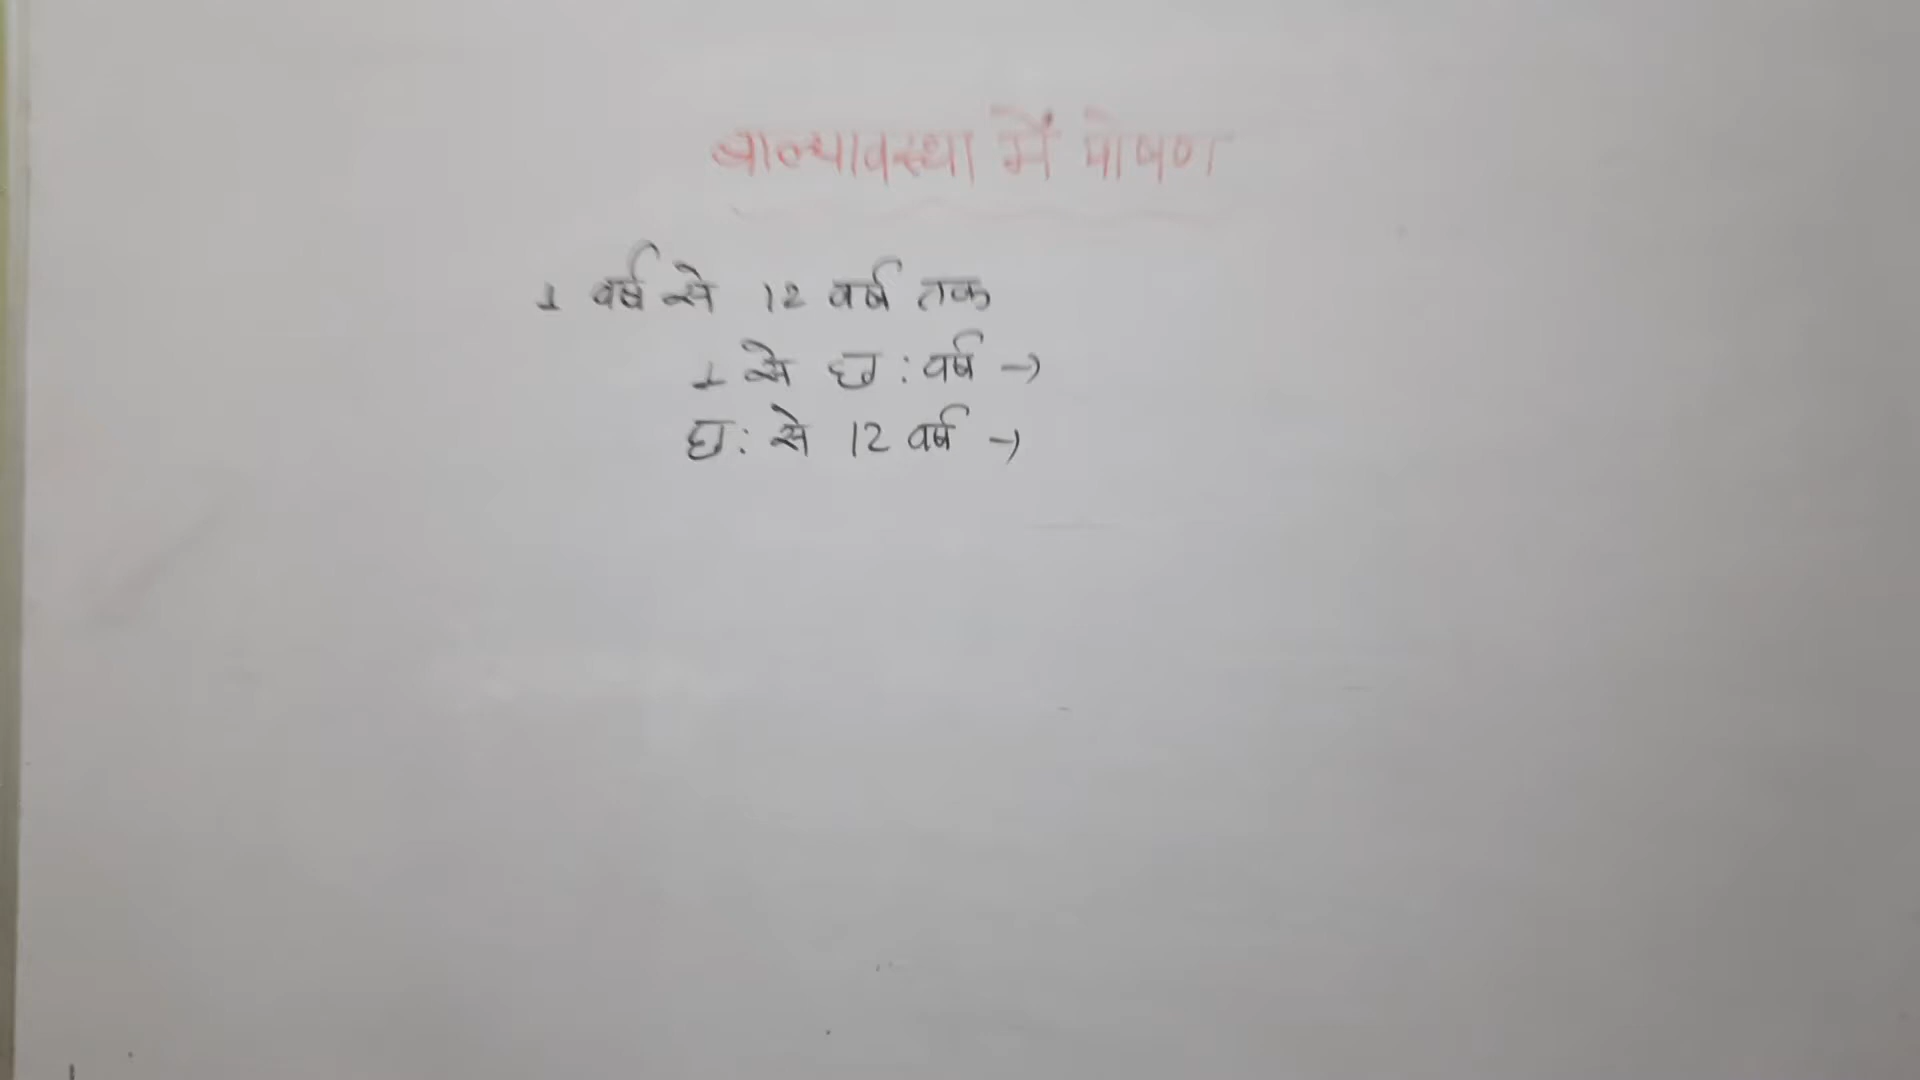 बाल्यावस्था में पोषण
1 वर्ष से 12 वर्ष तक
1 से छ: वर्ष →
छ: से 12 वर्ष →